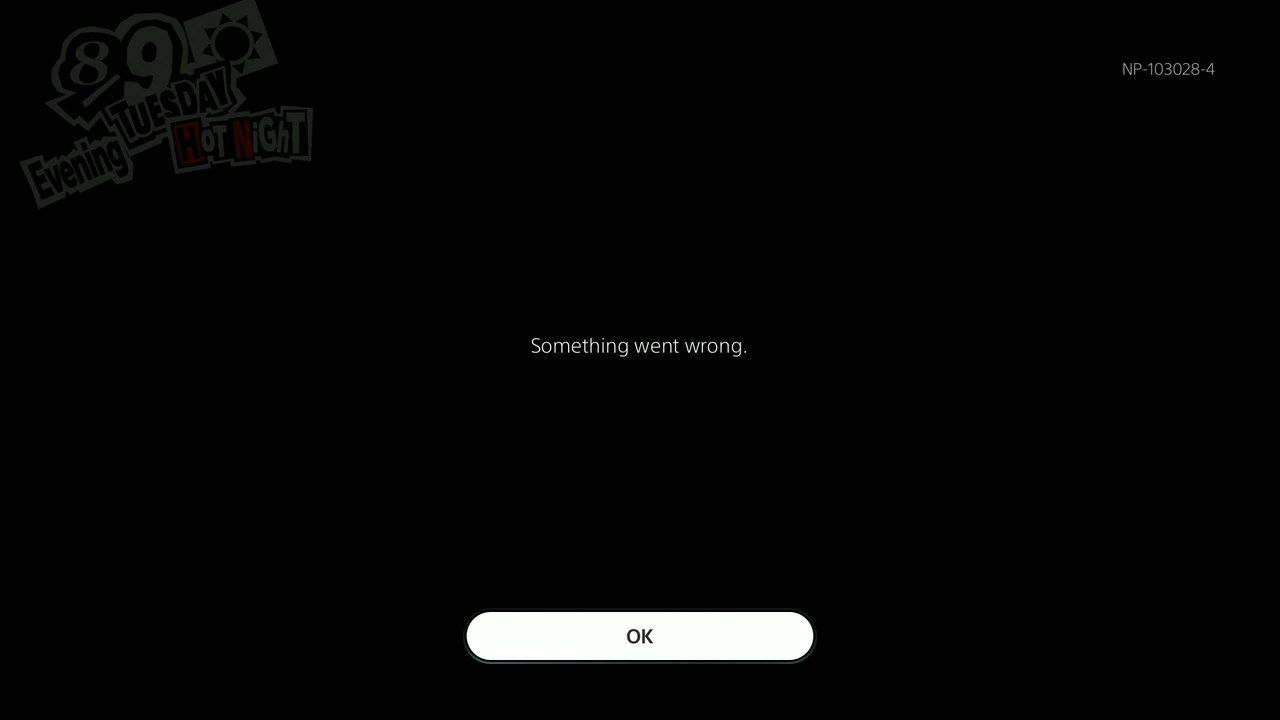 8/9
TUESDAY
Evening
HOT NiGhT
NP-103028-4
Something went wrong.
OK